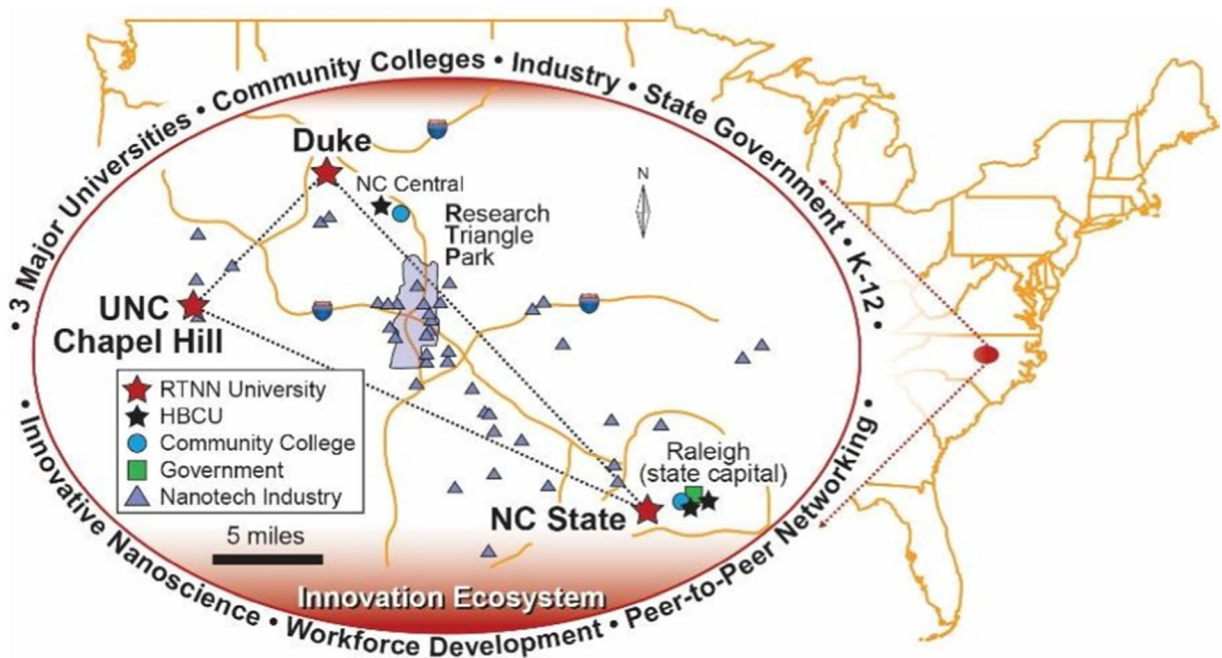 • 3 Major Universities • Community Colleges • Industry • State Government • K-12 •
Duke
NC Central
Research
Triangle
Park
N
UNC
Chapel Hill
RTNN University
HBCU
Community College
Government
Nanotech Industry
5 miles
Raleigh
(state capital)
NC State
Innovation Ecosystem
• Innovative Nanoscience • Workforce Development • Peer-to-Peer Networking •